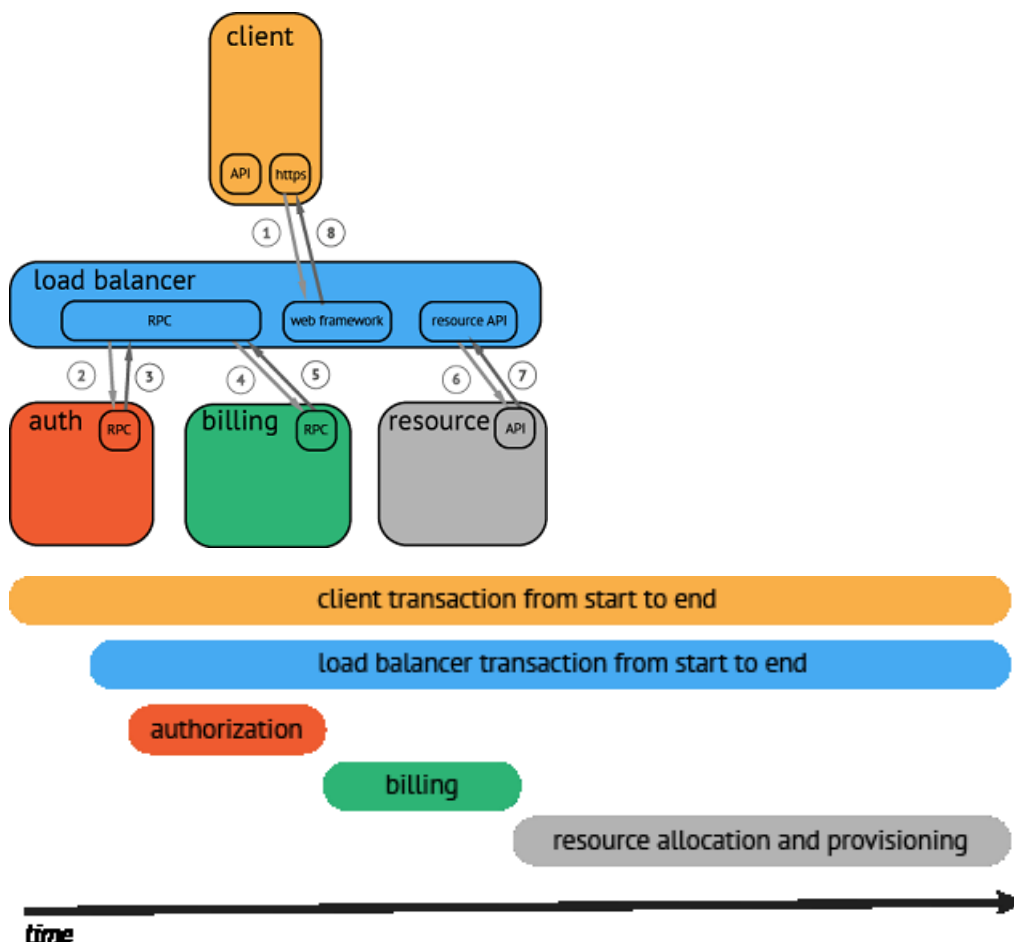 client
API
https
1
8
load balancer
RPC
web framework
resource API
2
3
4
5
6
7
auth
RPC
billing
RPC
resource
API
client transaction from start to end
load balancer transaction from start to end
authorization
billing
resource allocation and provisioning
time